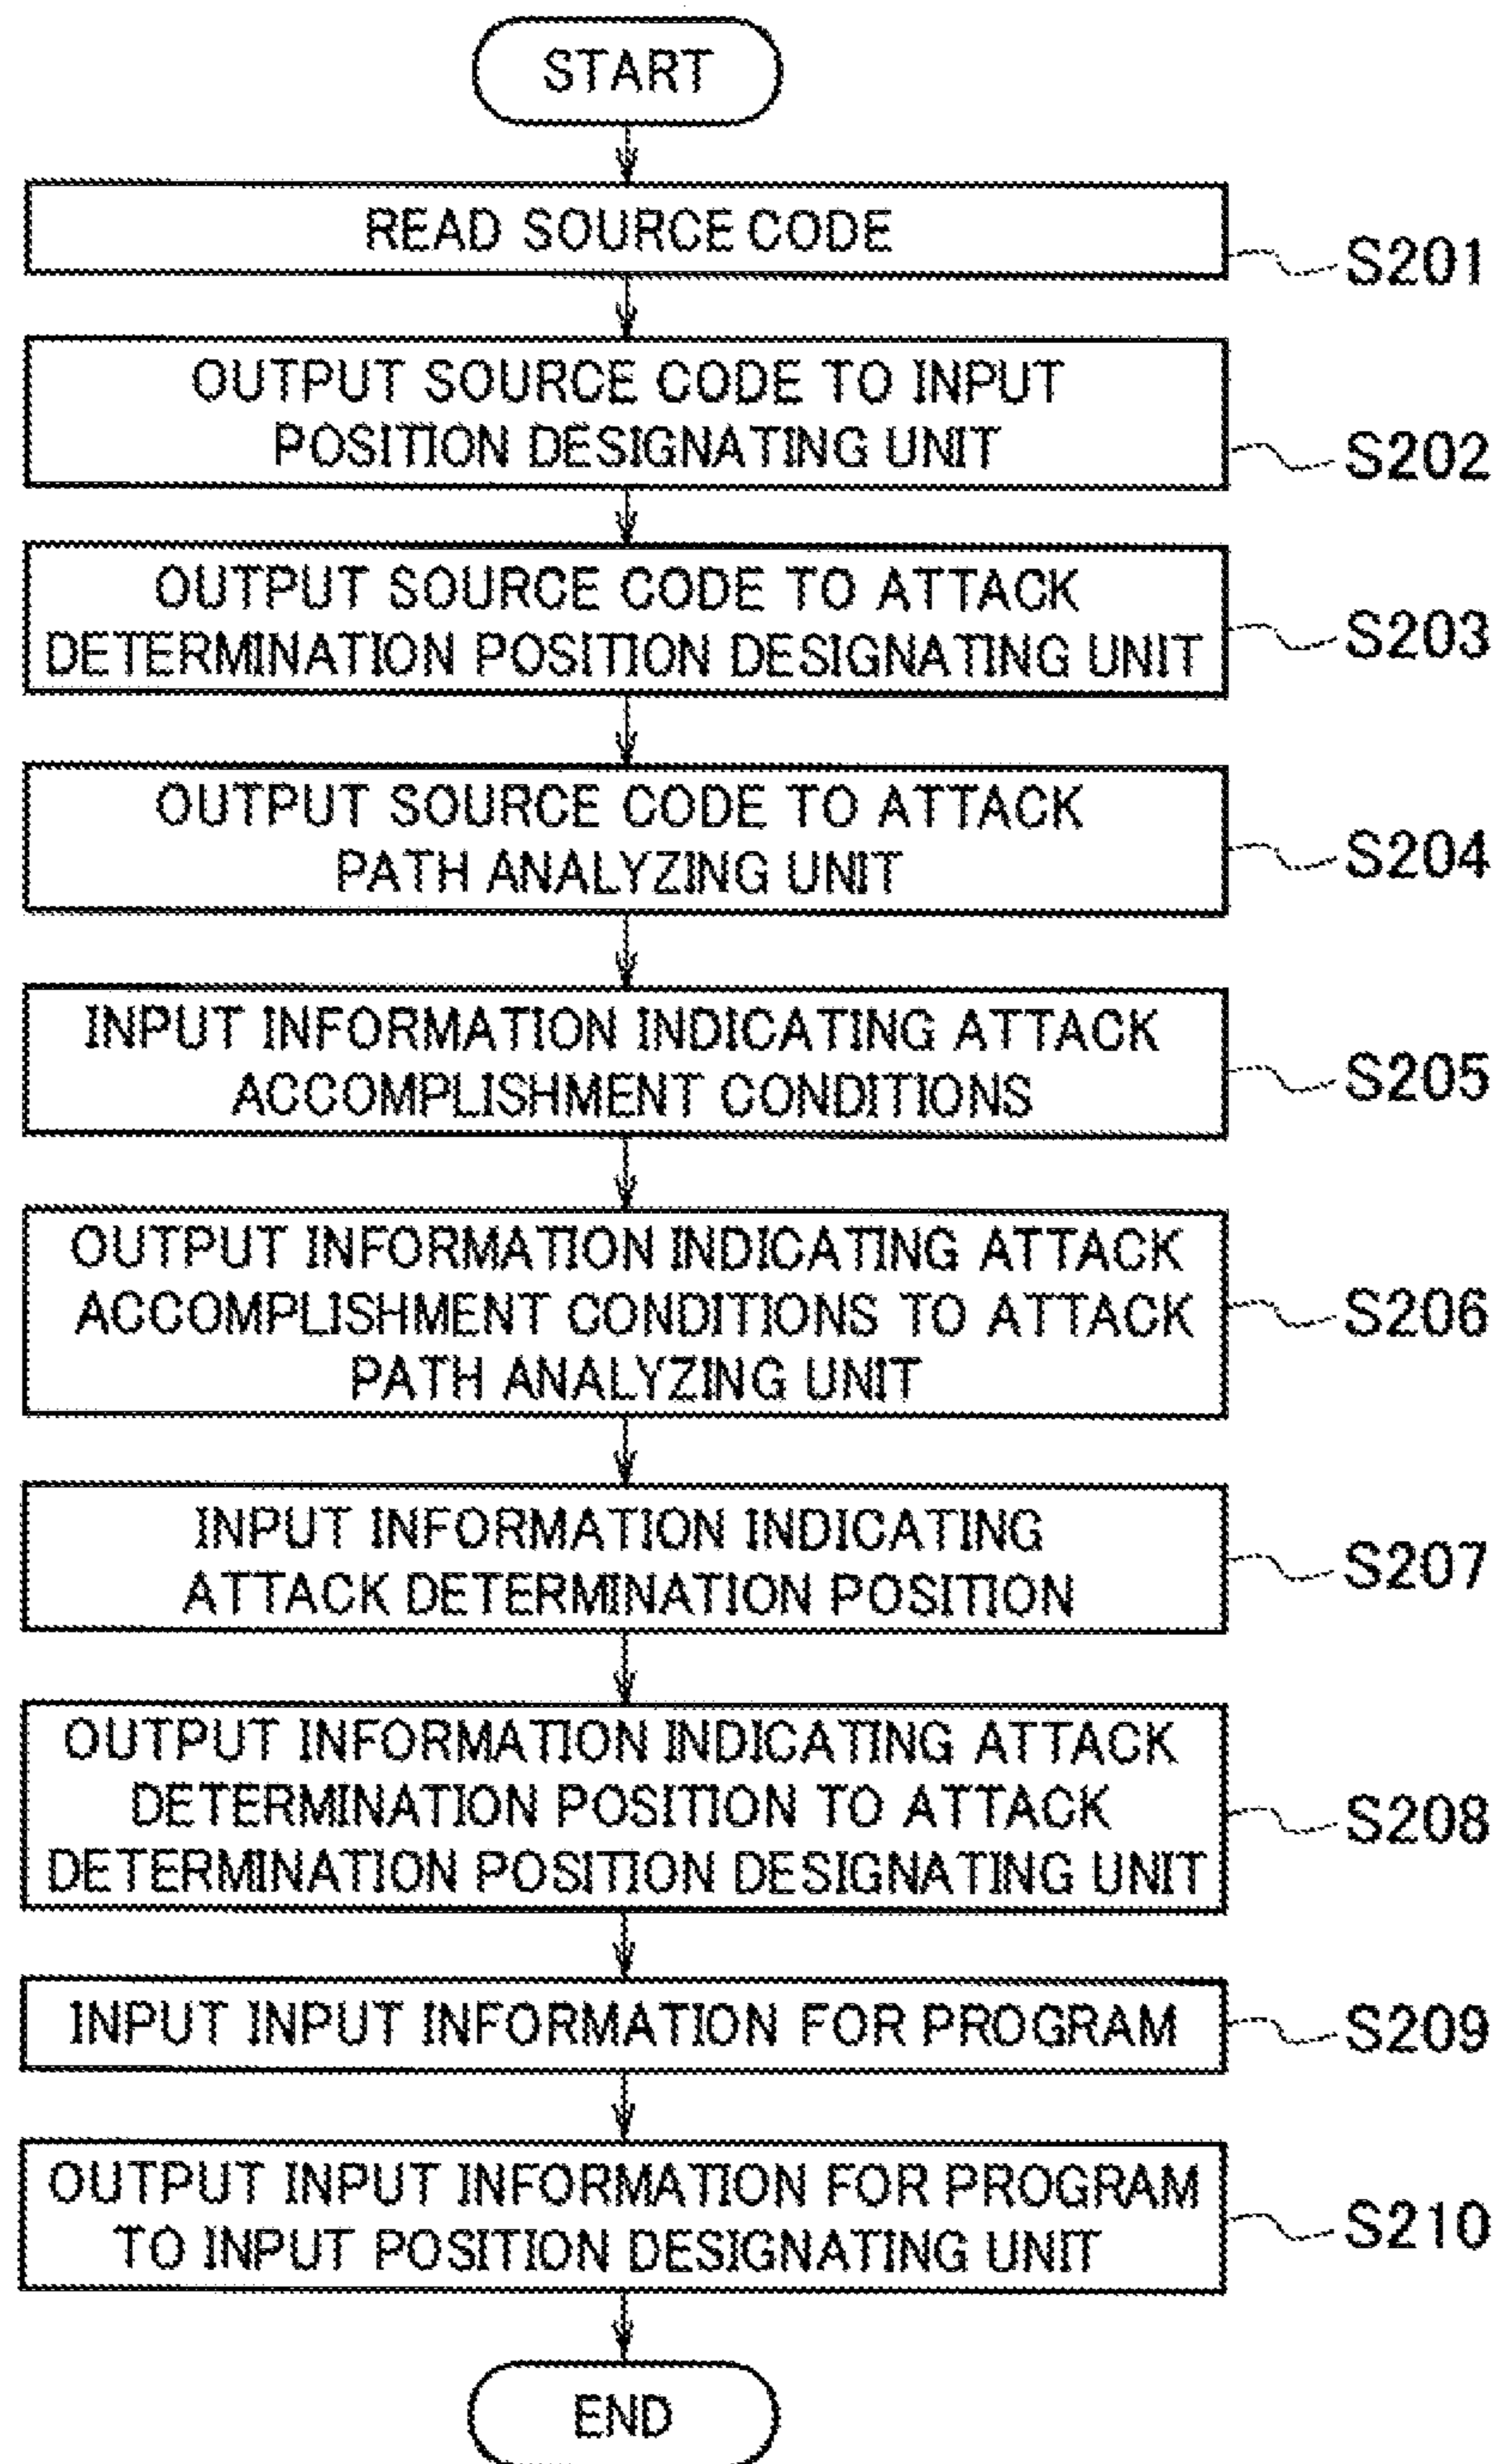 START
READ SOURCE CODE
S201
OUTPUT SOURCE CODE TO INPUT
POSITION DESIGNATING UNIT
S202
OUTPUT SOURCE CODE TO ATTACK
DETERMINATION POSITION DESIGNATING UNIT
S203
OUTPUT SOURCE CODE TO ATTACK
PATH ANALYZING UNIT
S204
INPUT INFORMATION INDICATING ATTACK
ACCOMPLISHMENT CONDITIONS
S205
OUTPUT INFORMATION INDICATING ATTACK
ACCOMPLISHMENT CONDITIONS TO ATTACK
PATH ANALYZING UNIT
S206
INPUT INFORMATION INDICATING
ATTACK DETERMINATION POSITION
S207
OUTPUT INFORMATION INDICATING ATTACK
DETERMINATION POSITION TO ATTACK
DETERMINATION POSITION DESIGNATING UNIT
S208
INPUT INPUT INFORMATION FOR PROGRAM
S209
OUTPUT INPUT INFORMATION FOR PROGRAM
TO INPUT POSITION DESIGNATING UNIT
S210
END